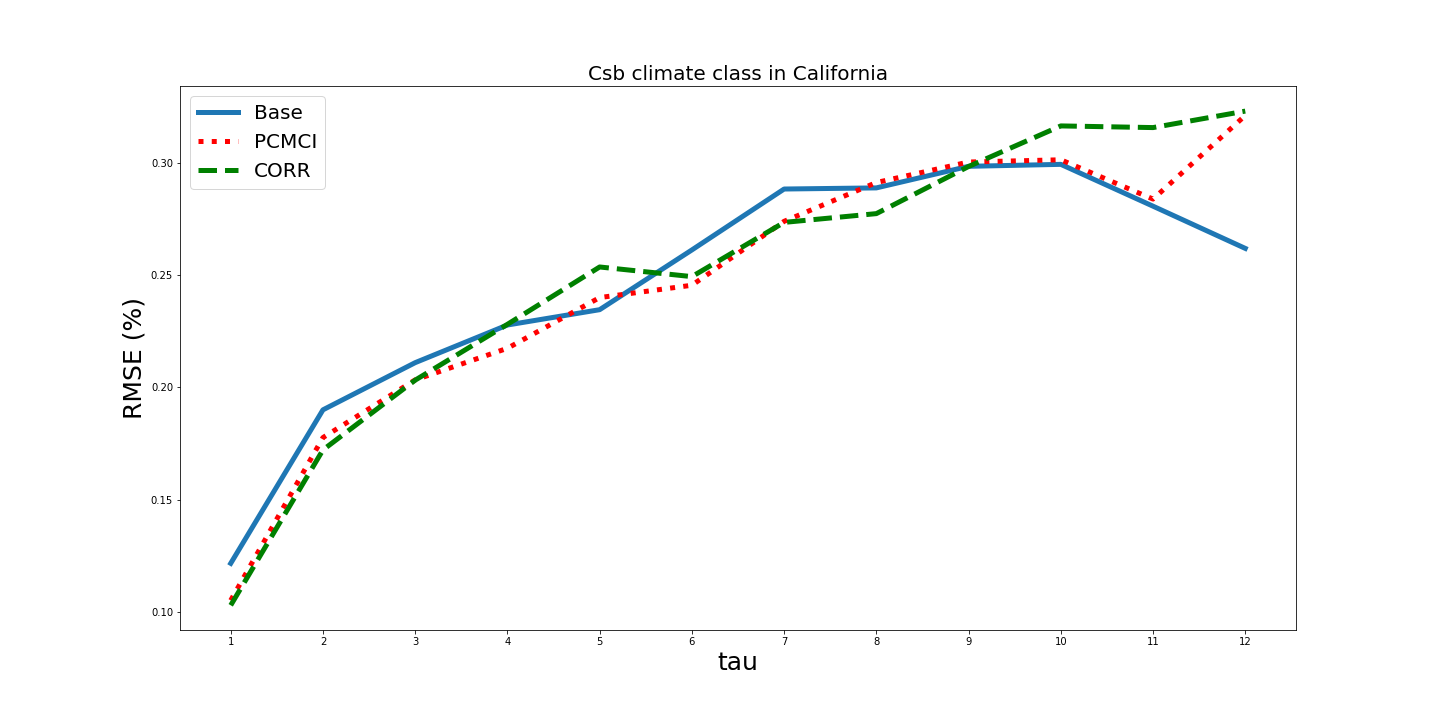 Csb climate class in California
Base
PCMCI
CORR
RMSE (%)
0.30
0.25
0.20
0.15
0.10
1 2 3 4 5 6 7 8 9 10 11 12
tau